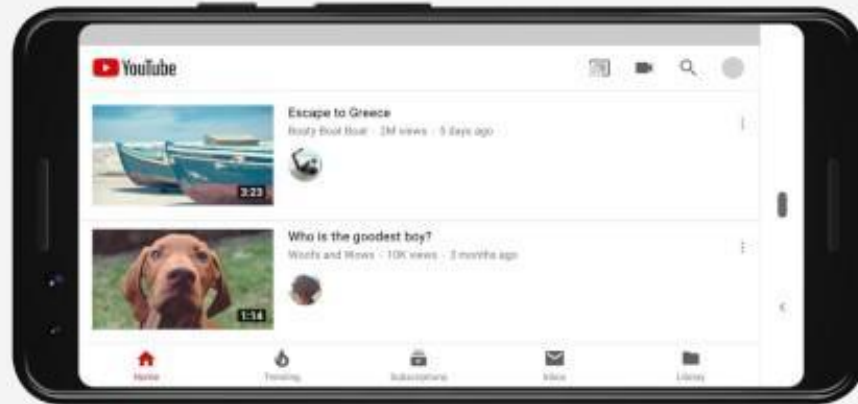 YouTube
Escape to Greece
Booty Boat Boat · 2M views · 5 days ago
3:23
Who is the goodest boy?
Woofs and Wows · 10K views · 3 months ago
1:14
Home Trending Subscriptions Inbox Library